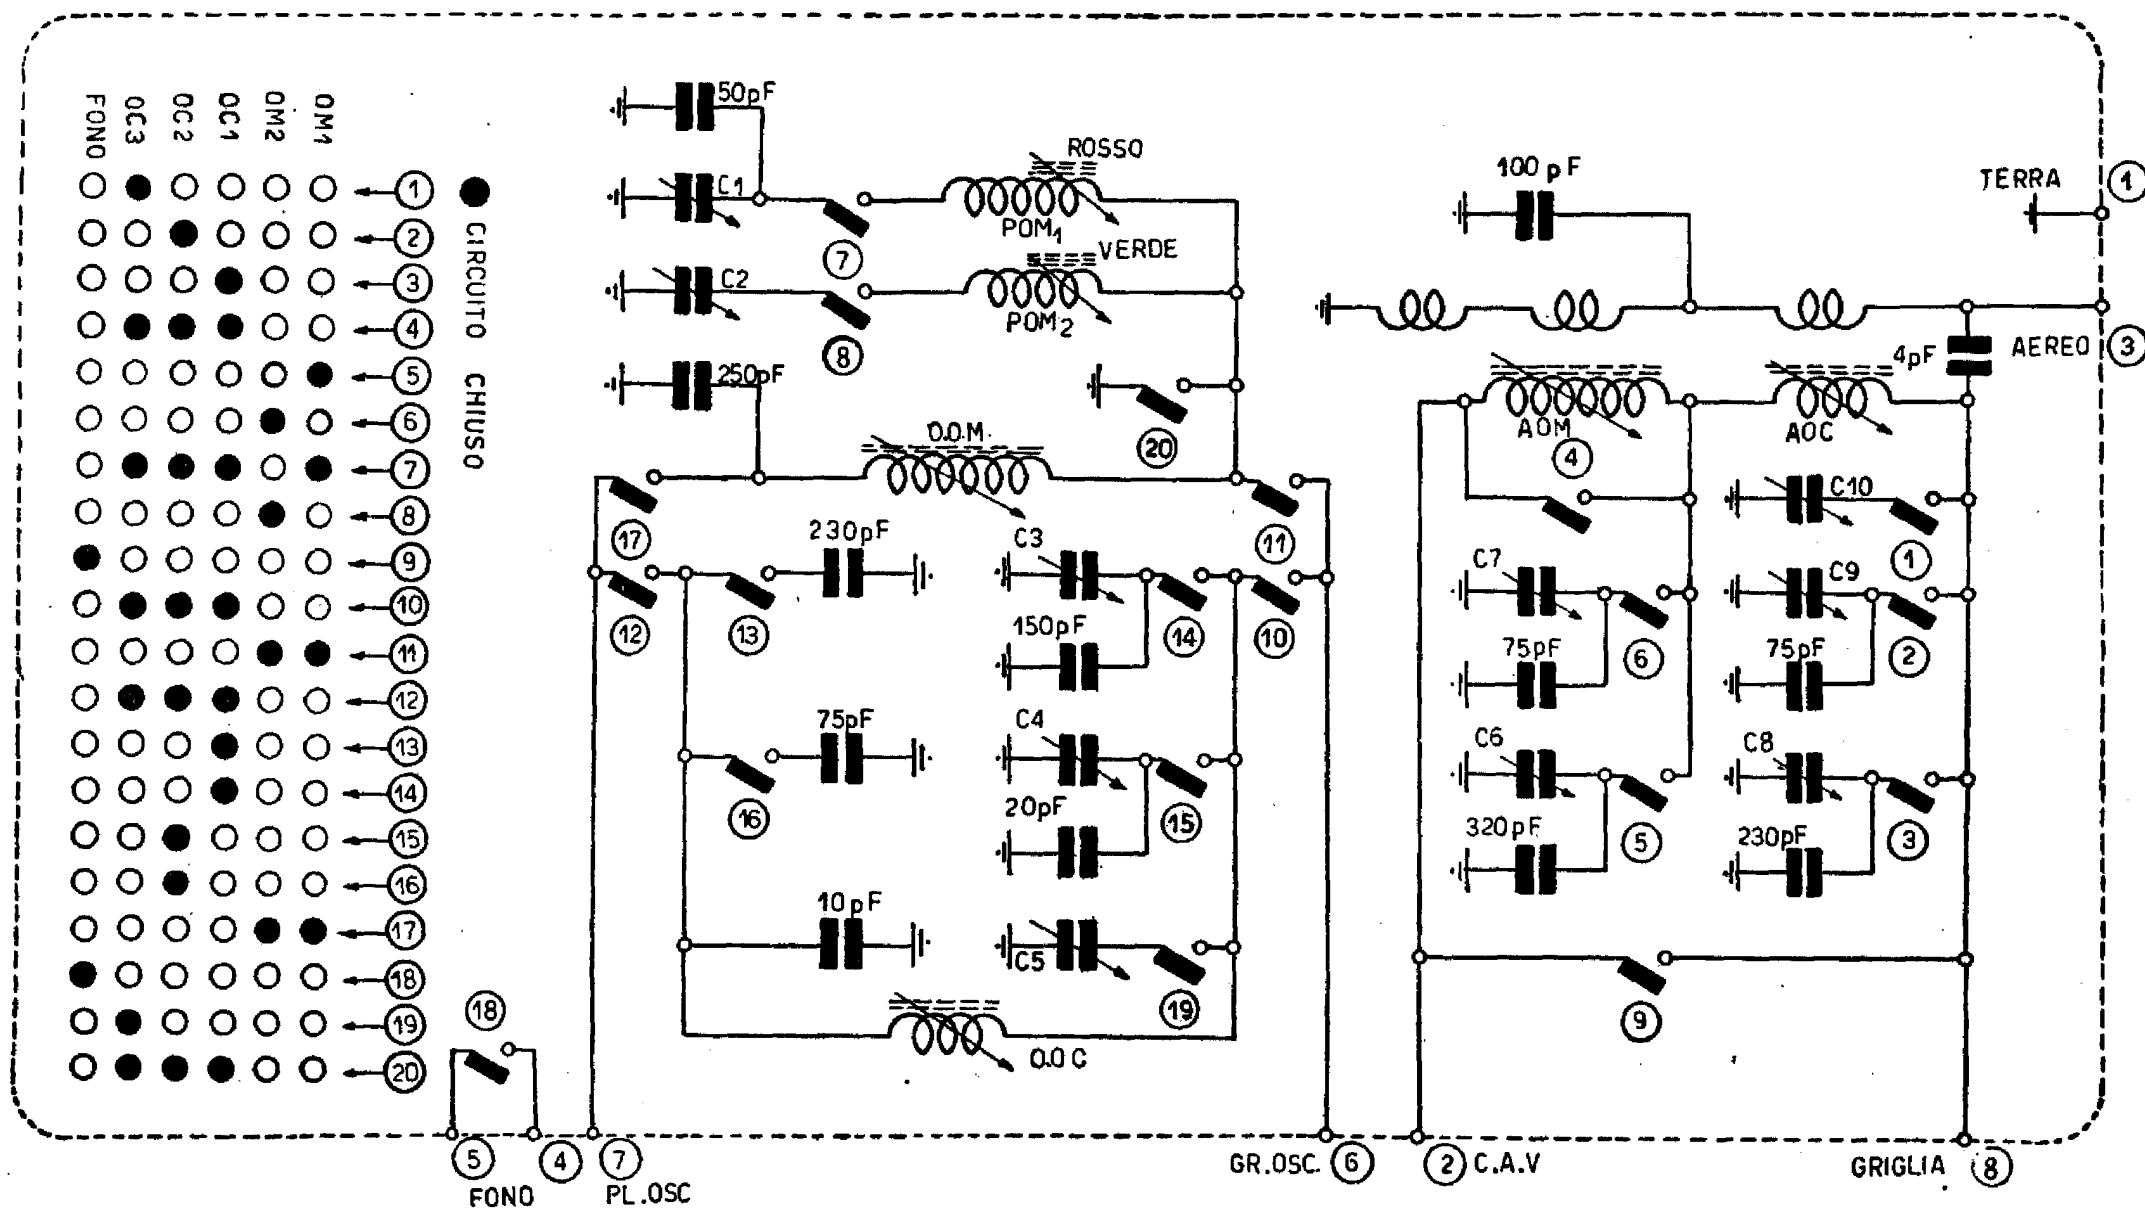 FONO OC3 OC2 OC1 OM2 OM1
1
2
3
4
5
6
7
8
9
10
11
12
13
14
15
16
17
18
19
20
CIRCUITO CHIUSO
18
5
4
FONO
50pF
C1
7
ROSSO
POM1
C2
8
VERDE
POM2
250pF
20
O.O.M.
17
11
230pF
C3
12
13
150pF
14
10
75pF
C4
16
20pF
15
10pF
C5
19
O.O C
7
PL.OSC
GR.OSC. 6
100 pF
TERRA 1
4pF
AEREO 3
AOM
4
AOC
C10
1
C7
C9
6
2
75pF
75pF
C6
C8
5
3
320pF
230pF
9
2 C.A.V
GRIGLIA 8